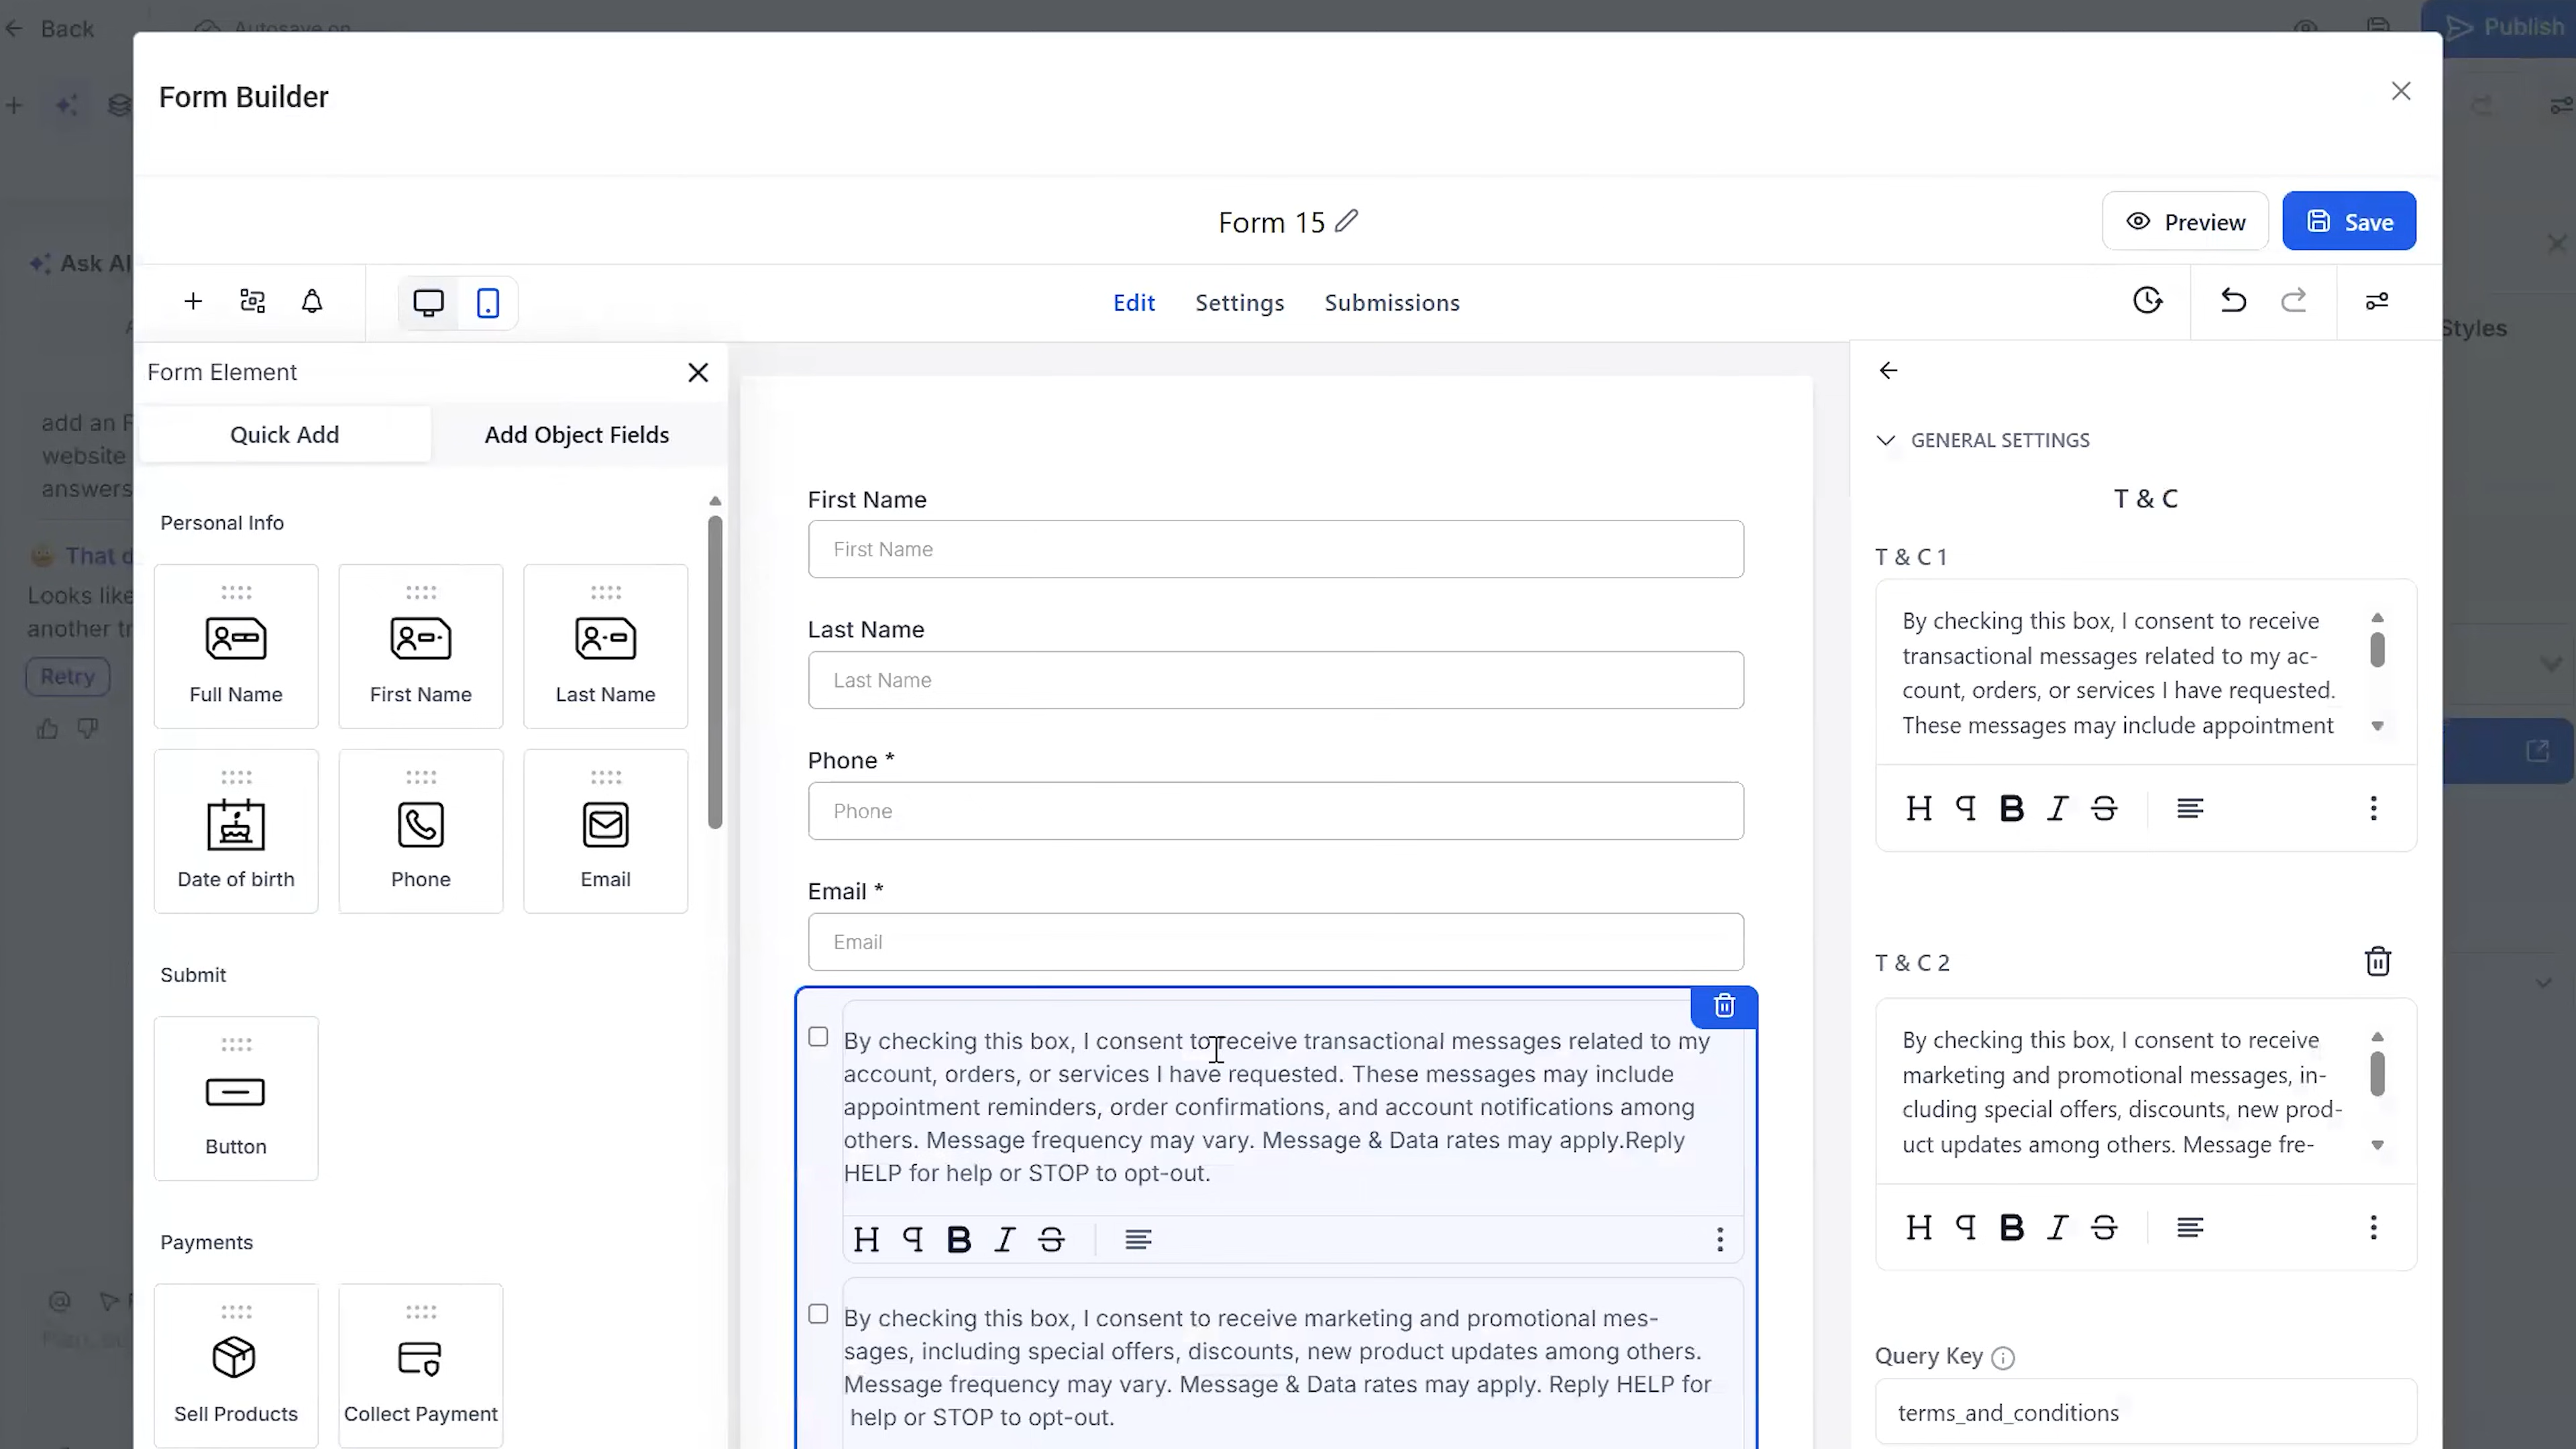 Back
Autosave on
Publish
Form Builder
Form 15
Preview
Save
Ask AI
Edit
Settings
Submissions
Styles
Form Element
Quick Add
Add Object Fields
add an
website
answers
Personal Info
That
Looks like
another
Retry
Full Name
First Name
Last Name
Date of birth
Phone
Email
Submit
Button
Payments
Sell Products
Collect Payment
First Name
First Name
Last Name
Last Name
Phone *
Phone
Email *
Email
By checking this box, I consent to receive transactional messages related to my
account, orders, or services I have requested. These messages may include
appointment reminders, order confirmations, and account notifications among
others. Message frequency may vary. Message & Data rates may apply.Reply
HELP for help or STOP to opt-out.
H B I S
By checking this box, I consent to receive marketing and promotional mes-
sages, including special offers, discounts, new product updates among others.
Message frequency may vary. Message & Data rates may apply. Reply HELP for
help or STOP to opt-out.
GENERAL SETTINGS
T & C
T & C 1
By checking this box, I consent to receive
transactional messages related to my ac-
count, orders, or services I have requested.
These messages may include appointment
H B I S
T & C 2
By checking this box, I consent to receive
marketing and promotional messages, in-
cluding special offers, discounts, new prod-
uct updates among others. Message fre-
H B I S
Query Key
terms_and_conditions